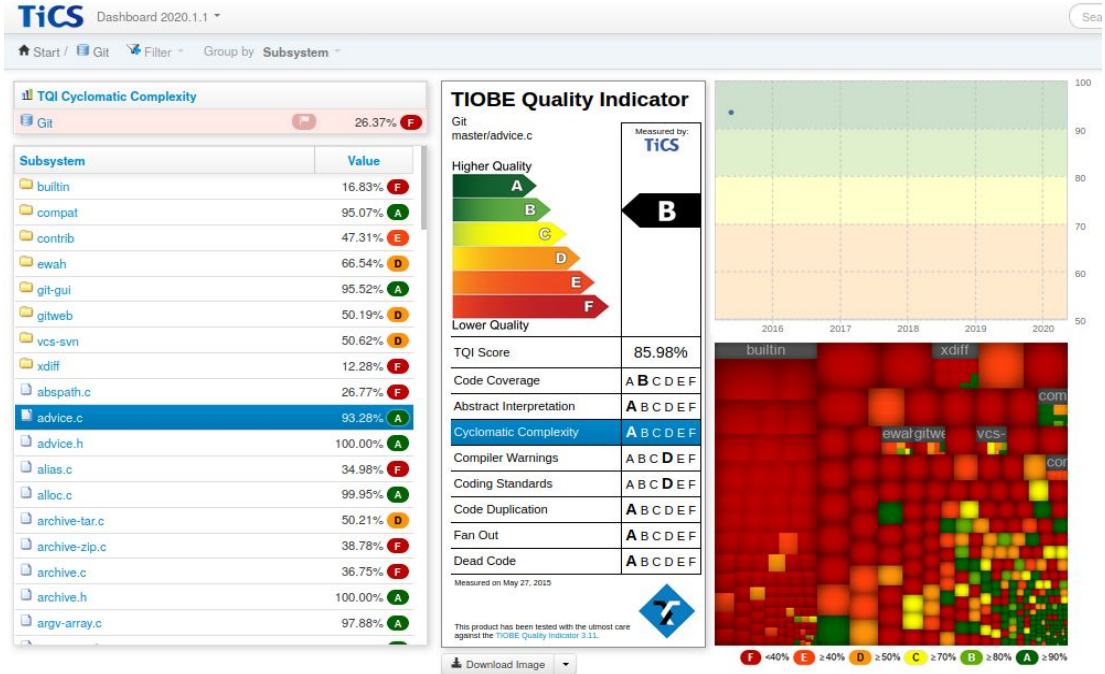 TiCS Dashboard 2020.1.1
Sea
Start / Git Filter Group by Subsystem
TQI Cyclomatic Complexity
Git 26.37% F
Subsystem Value
builtin 16.83% F
compat 95.07% A
contrib 47.31% E
ewah 66.54% D
git-gui 95.52% A
gitweb 50.19% D
vcs-svn 50.62% D
xdiff 12.28% F
abspath.c 26.77% F
advice.c 93.28% A
advice.h 100.00% A
alias.c 34.98% F
alloc.c 99.95% A
archive-tar.c 50.21% D
archive-zip.c 38.78% F
archive.c 36.75% F
archive.h 100.00% A
argv-array.c 97.88% A
TIOBE Quality Indicator
Git
master/advice.c
Measured by:
TiCS
Higher Quality
A
B
B
C
D
E
F
Lower Quality
TQI Score 85.98%
Code Coverage A B C D E F
Abstract Interpretation A B C D E F
Cyclomatic Complexity A B C D E F
Compiler Warnings A B C D E F
Coding Standards A B C D E F
Code Duplication A B C D E F
Fan Out A B C D E F
Dead Code A B C D E F
Measured on May 27, 2015
This product has been tested with the utmost care
against the TIOBE Quality Indicator 3.11.
Download Image
100
90
80
70
60
50
2016 2017 2018 2019 2020
builtin xdiff
com
ewah gitwe vcs-
cor
F <40% E ≥40% D ≥50% C ≥70% B ≥80% A ≥90%